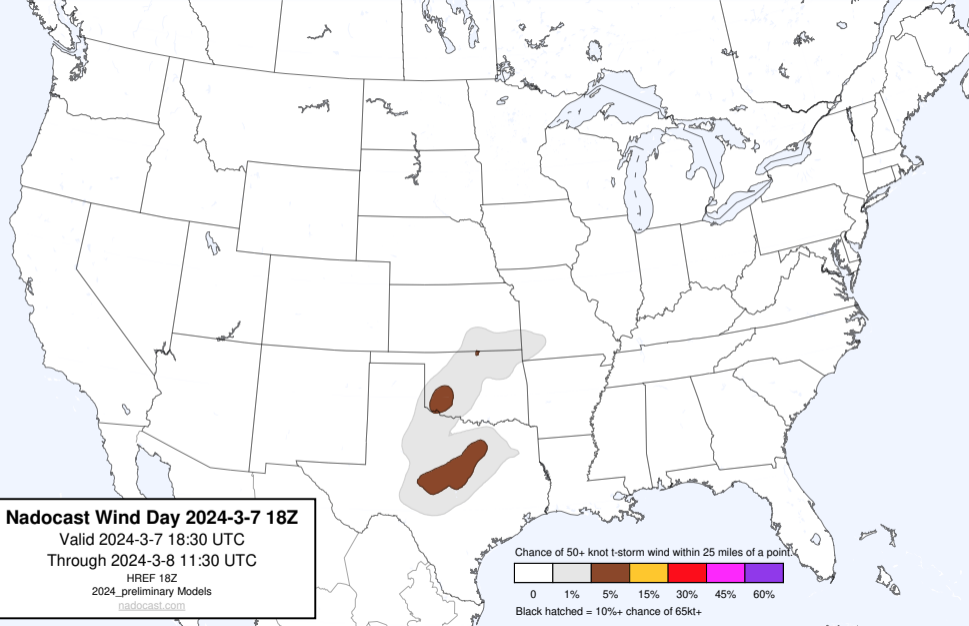 Nadocast Wind Day 2024-3-7 18Z
Valid 2024-3-7 18:30 UTC
Through 2024-3-8 11:30 UTC
HREF 18Z
2024_preliminary Models
nadocast.com
Chance of 50+ knot t-storm wind within 25 miles of a point.
0 1% 5% 15% 30% 45% 60%
Black hatched = 10%+ chance of 65kt+